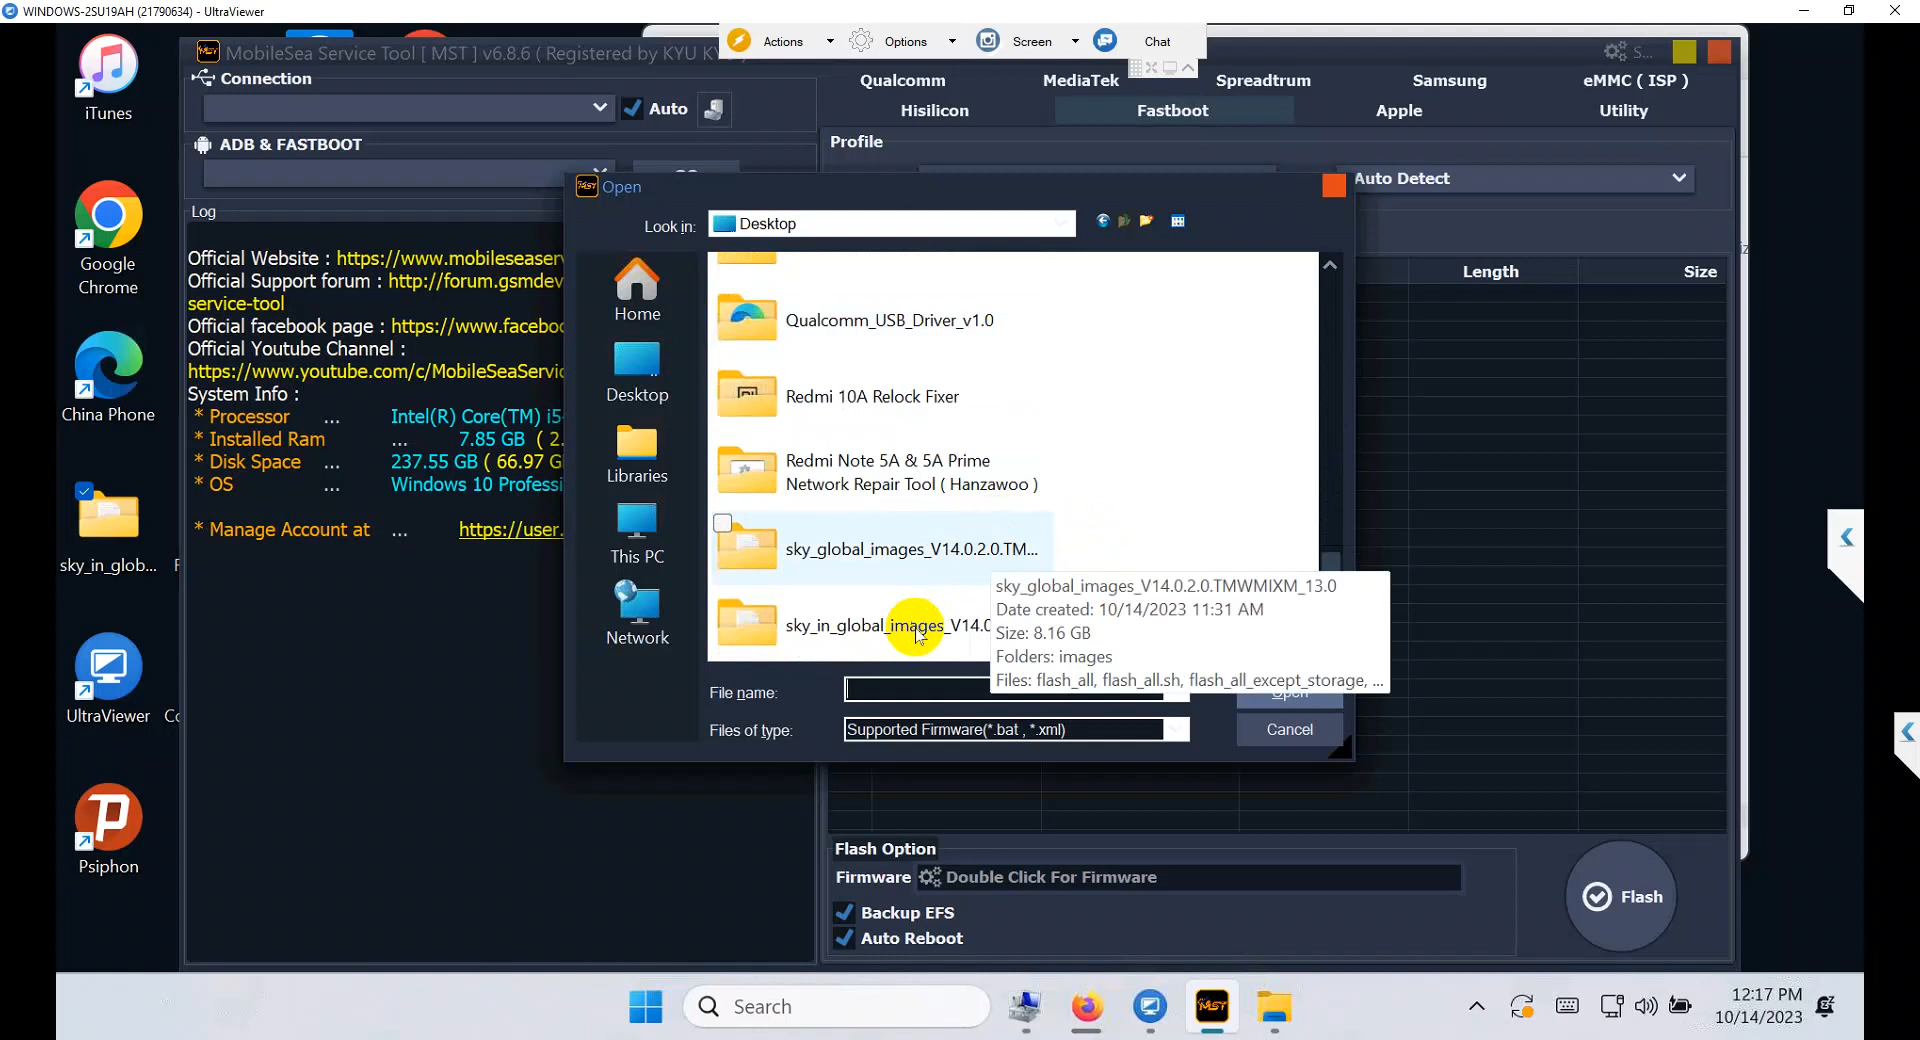 WINDOWS-2SU19AH (21790634) - UltraViewer
Actions
Options
Screen
Chat
MobileSea Service Tool [ MST ] v6.8.6 ( Registered by KYU K
S...
iTunes
Google
Chrome
China Phone
sky_in_glob...
UltraViewer
Psiphon
Connection
Auto
ADB & FASTBOOT
Log
Official Website : https://www.mobileseaser
Official Support forum : http://forum.gsmdev
service-tool
Official facebook page : https://www.faceboo
Official Youtube Channel :
https://www.youtube.com/c/MobileSeaServic
System Info :
* Processor ... Intel(R) Core(TM) i5-
* Installed Ram ... 7.85 GB ( 2.
* Disk Space ... 237.55 GB ( 66.97 G
* OS ... Windows 10 Professi
* Manage Account at ... https://user.
Qualcomm
MediaTek
Spreadtrum
Samsung
eMMC ( ISP )
Hisilicon
Fastboot
Apple
Utility
Profile
Auto Detect
Length
Size
MST Open
Look in:
Desktop
Home
Desktop
Libraries
This PC
Network
Qualcomm_USB_Driver_v1.0
Redmi 10A Relock Fixer
Redmi Note 5A & 5A Prime
Network Repair Tool ( Hanzawoo )
sky_global_images_V14.0.2.0.TM...
sky_in_global_images_V14.0
sky_global_images_V14.0.2.0.TMWMIXM_13.0
Date created: 10/14/2023 11:31 AM
Size: 8.16 GB
Folders: images
Files: flash_all, flash_all.sh, flash_all_except_storage, ...
File name:
Open
Files of type:
Supported Firmware(*.bat , *.xml)
Cancel
Flash Option
Firmware
Double Click For Firmware
Backup EFS
Auto Reboot
Flash
Search
MST
12:17 PM
10/14/2023